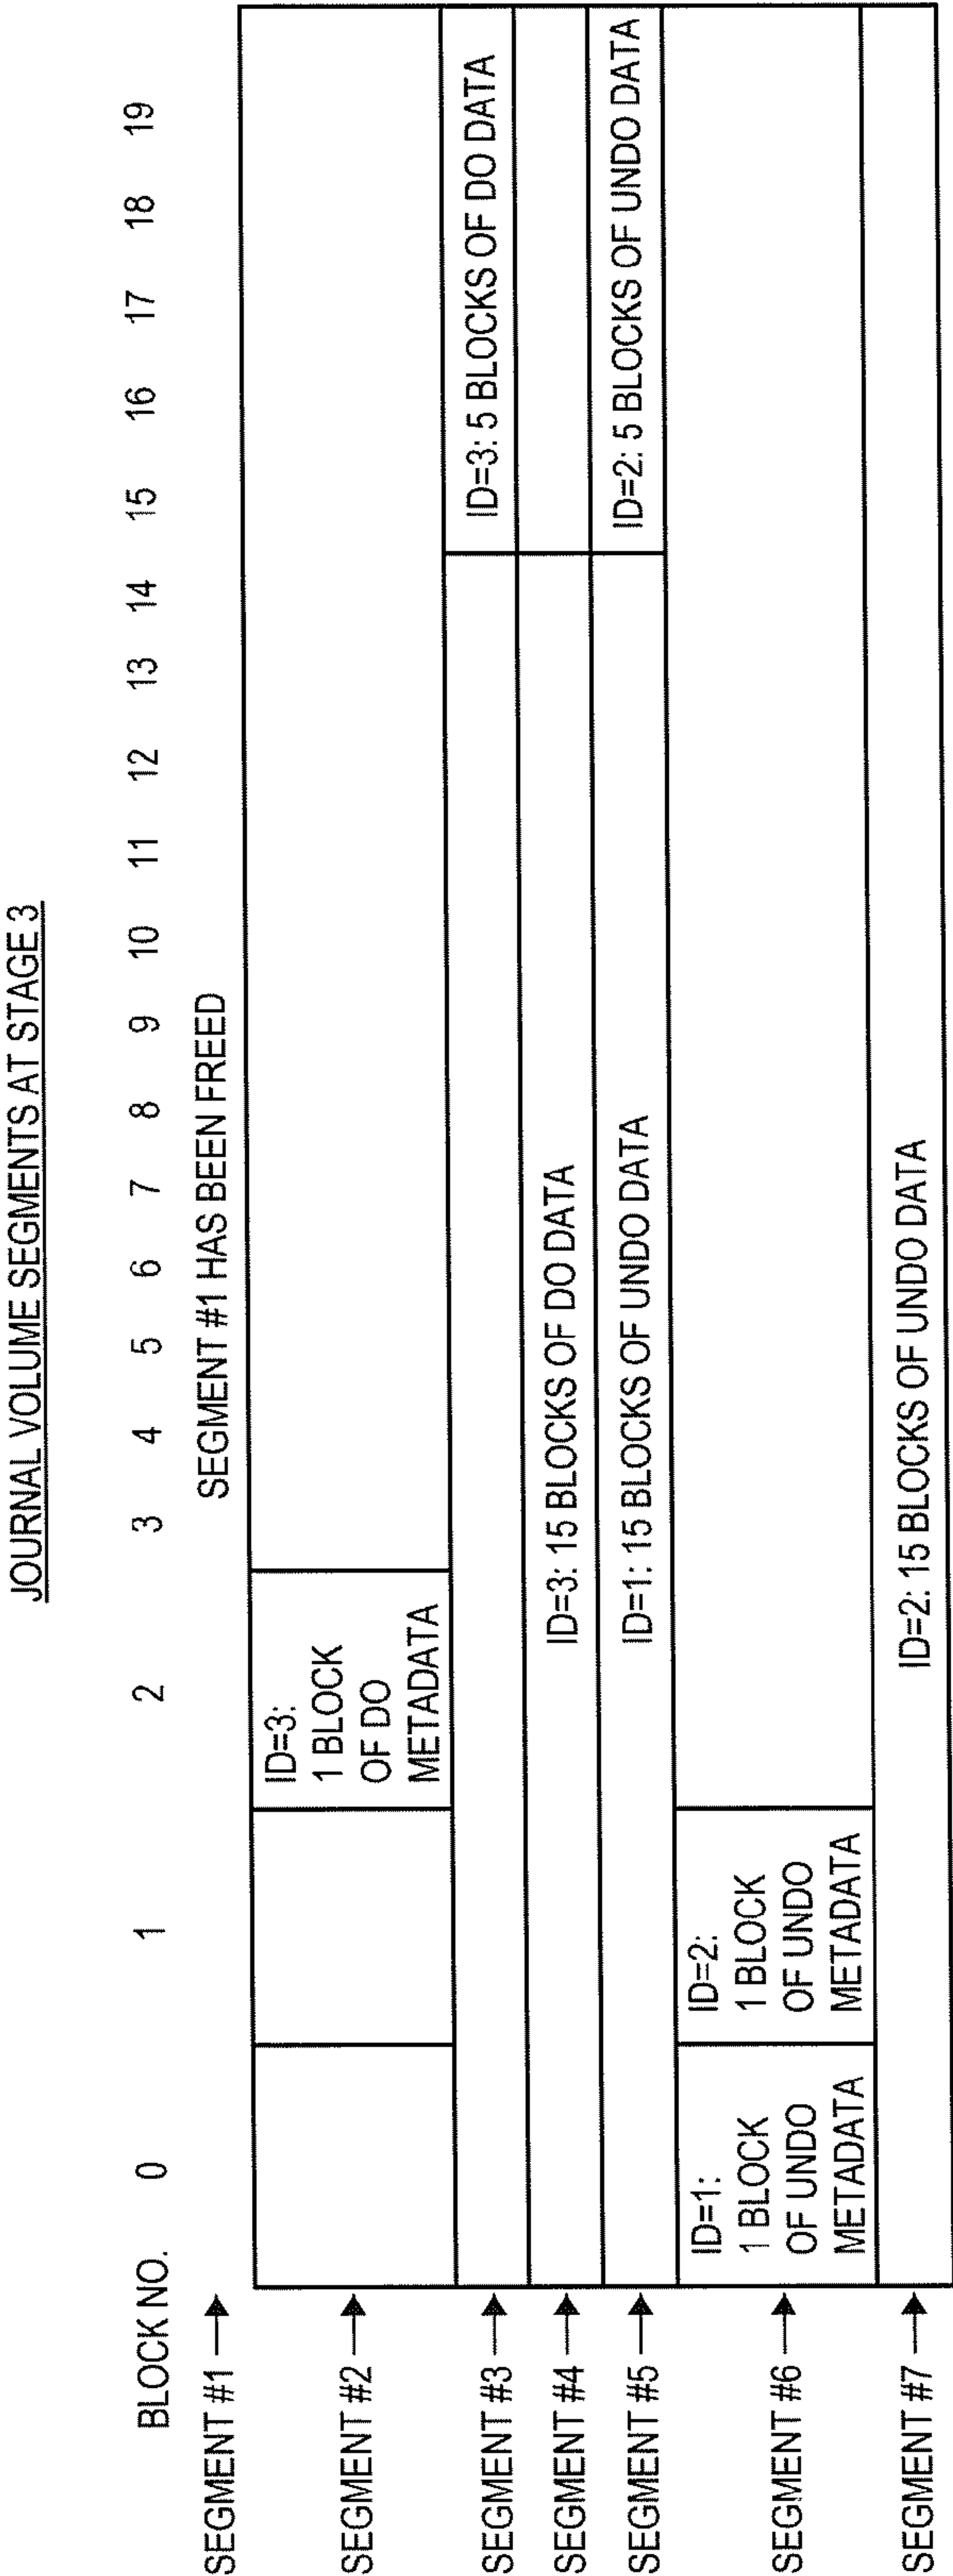 JOURNAL VOLUME SEGMENTS AT STAGE 3
BLOCK NO. 0 1 2 3 4 5 6 7 8 9 10 11 12 13 14 15 16 17 18 19
SEGMENT #1 SEGMENT #1 HAS BEEN FREED
SEGMENT #2
ID=3:
1 BLOCK
OF DO
METADATA
SEGMENT #3 ID=3: 5 BLOCKS OF DO DATA
SEGMENT #4 ID=3: 15 BLOCKS OF DO DATA
SEGMENT #5 ID=1: 15 BLOCKS OF UNDO DATA ID=2: 5 BLOCKS OF UNDO DATA
SEGMENT #6
ID=1:
1 BLOCK
OF UNDO
METADATA
ID=2:
1 BLOCK
OF UNDO
METADATA
SEGMENT #7 ID=2: 15 BLOCKS OF UNDO DATA